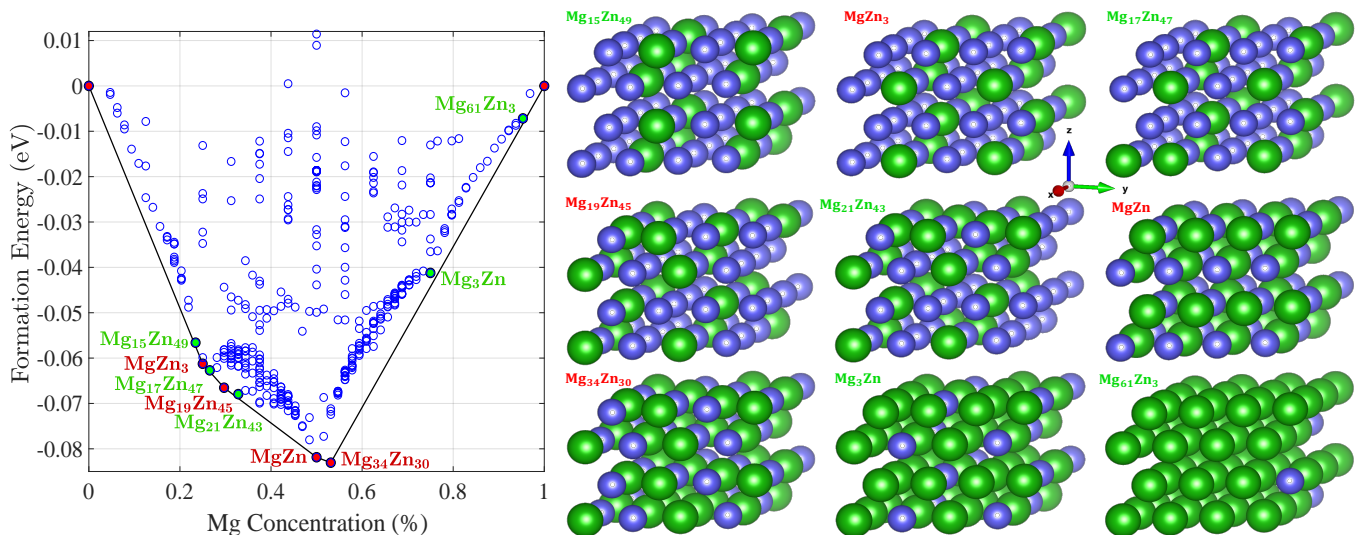 Formation Energy (eV)
0.01
0
-0.01
-0.02
-0.03
-0.04
-0.05
-0.06
-0.07
-0.08
0
0.2
0.4
0.6
0.8
1
Mg Concentration (%)
Mg₆₁Zn₃
Mg₃Zn
Mg₁₅Zn₄₉
MgZn₃
Mg₁₇Zn₄₇
Mg₁₉Zn₄₅
Mg₂₁Zn₄₃
MgZn
Mg₃₄Zn₃₀
Mg₁₅Zn₄₉
MgZn₃
Mg₁₇Zn₄₇
z
x
y
Mg₁₉Zn₄₅
Mg₂₁Zn₄₃
MgZn
Mg₃₄Zn₃₀
Mg₃Zn
Mg₆₁Zn₃